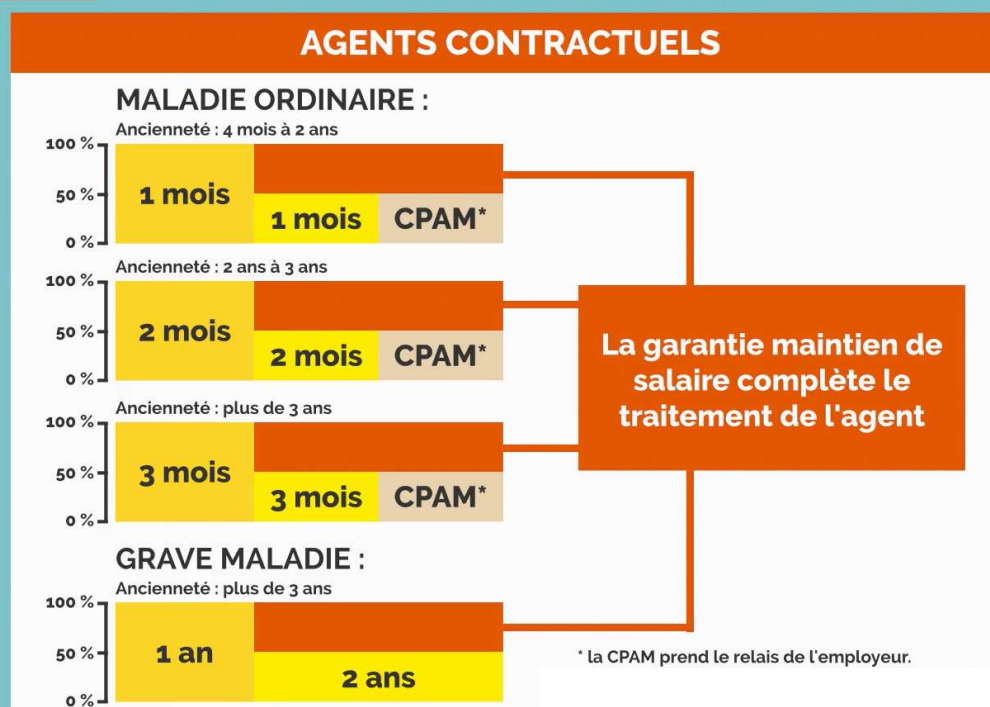 AGENTS CONTRACTUELS
MALADIE ORDINAIRE :
Ancienneté : 4 mois à 2 ans
100 %
50 %
0 %
1 mois
1 mois
CPAM*
Ancienneté : 2 ans à 3 ans
100 %
50 %
0 %
2 mois
2 mois
CPAM*
Ancienneté : plus de 3 ans
100 %
50 %
0 %
3 mois
3 mois
CPAM*
La garantie maintien de
salaire complète le
traitement de l'agent
GRAVE MALADIE :
Ancienneté : plus de 3 ans
100 %
50 %
0 %
1 an
2 ans
* la CPAM prend le relais de l'employeur.